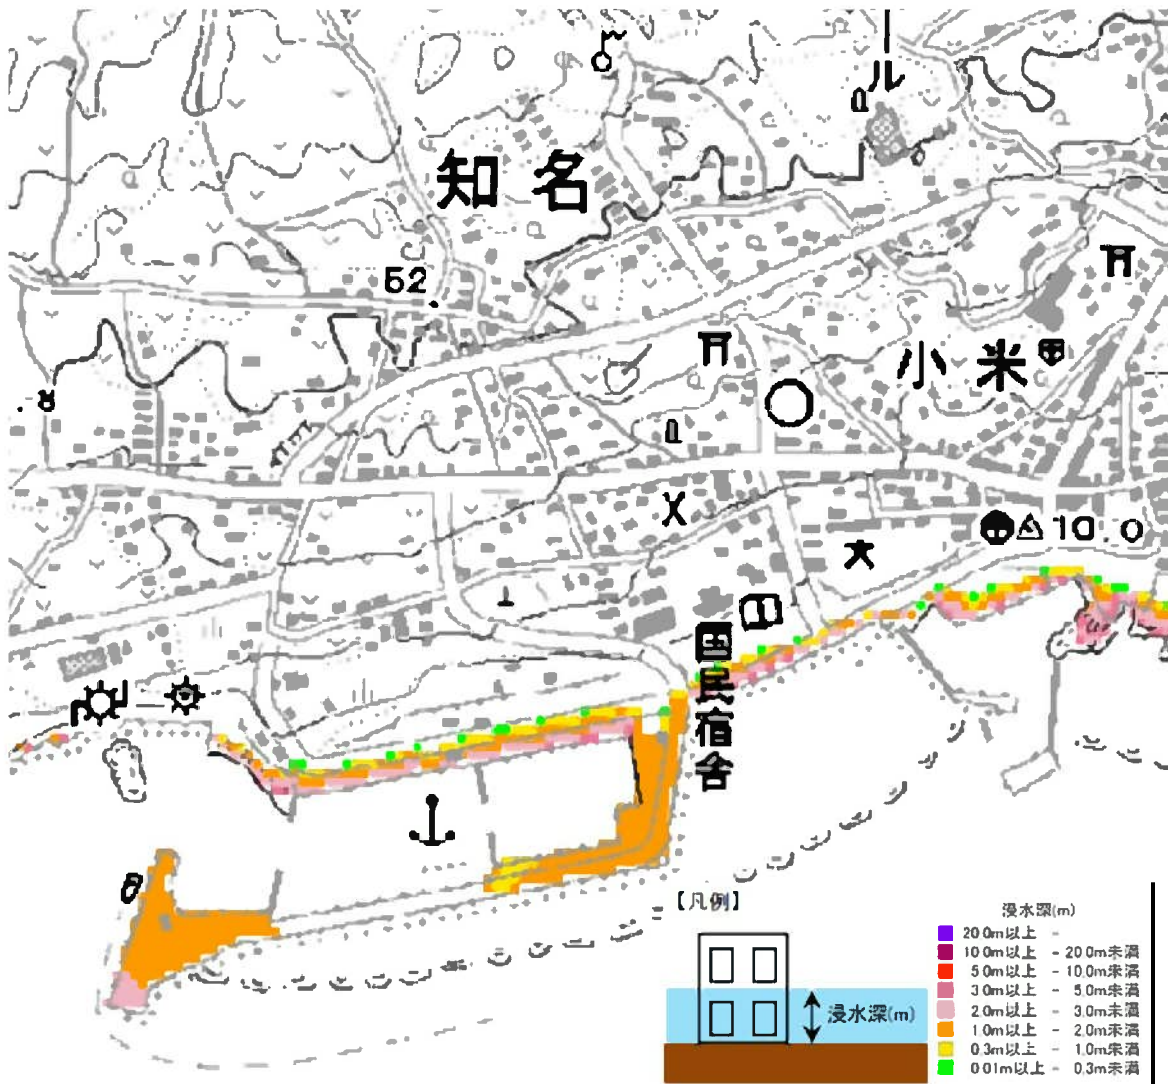 ル
知名
52
小米
.8
10.0
国民宿舎
【凡例】
浸水深(m)
浸水深(m)
20.0m以上 -
10.0m以上 - 20.0m未満
5.0m以上 - 10.0m未満
3.0m以上 - 5.0m未満
2.0m以上 - 3.0m未満
1.0m以上 - 2.0m未満
0.3m以上 - 1.0m未満
0.01m以上 - 0.3m未満